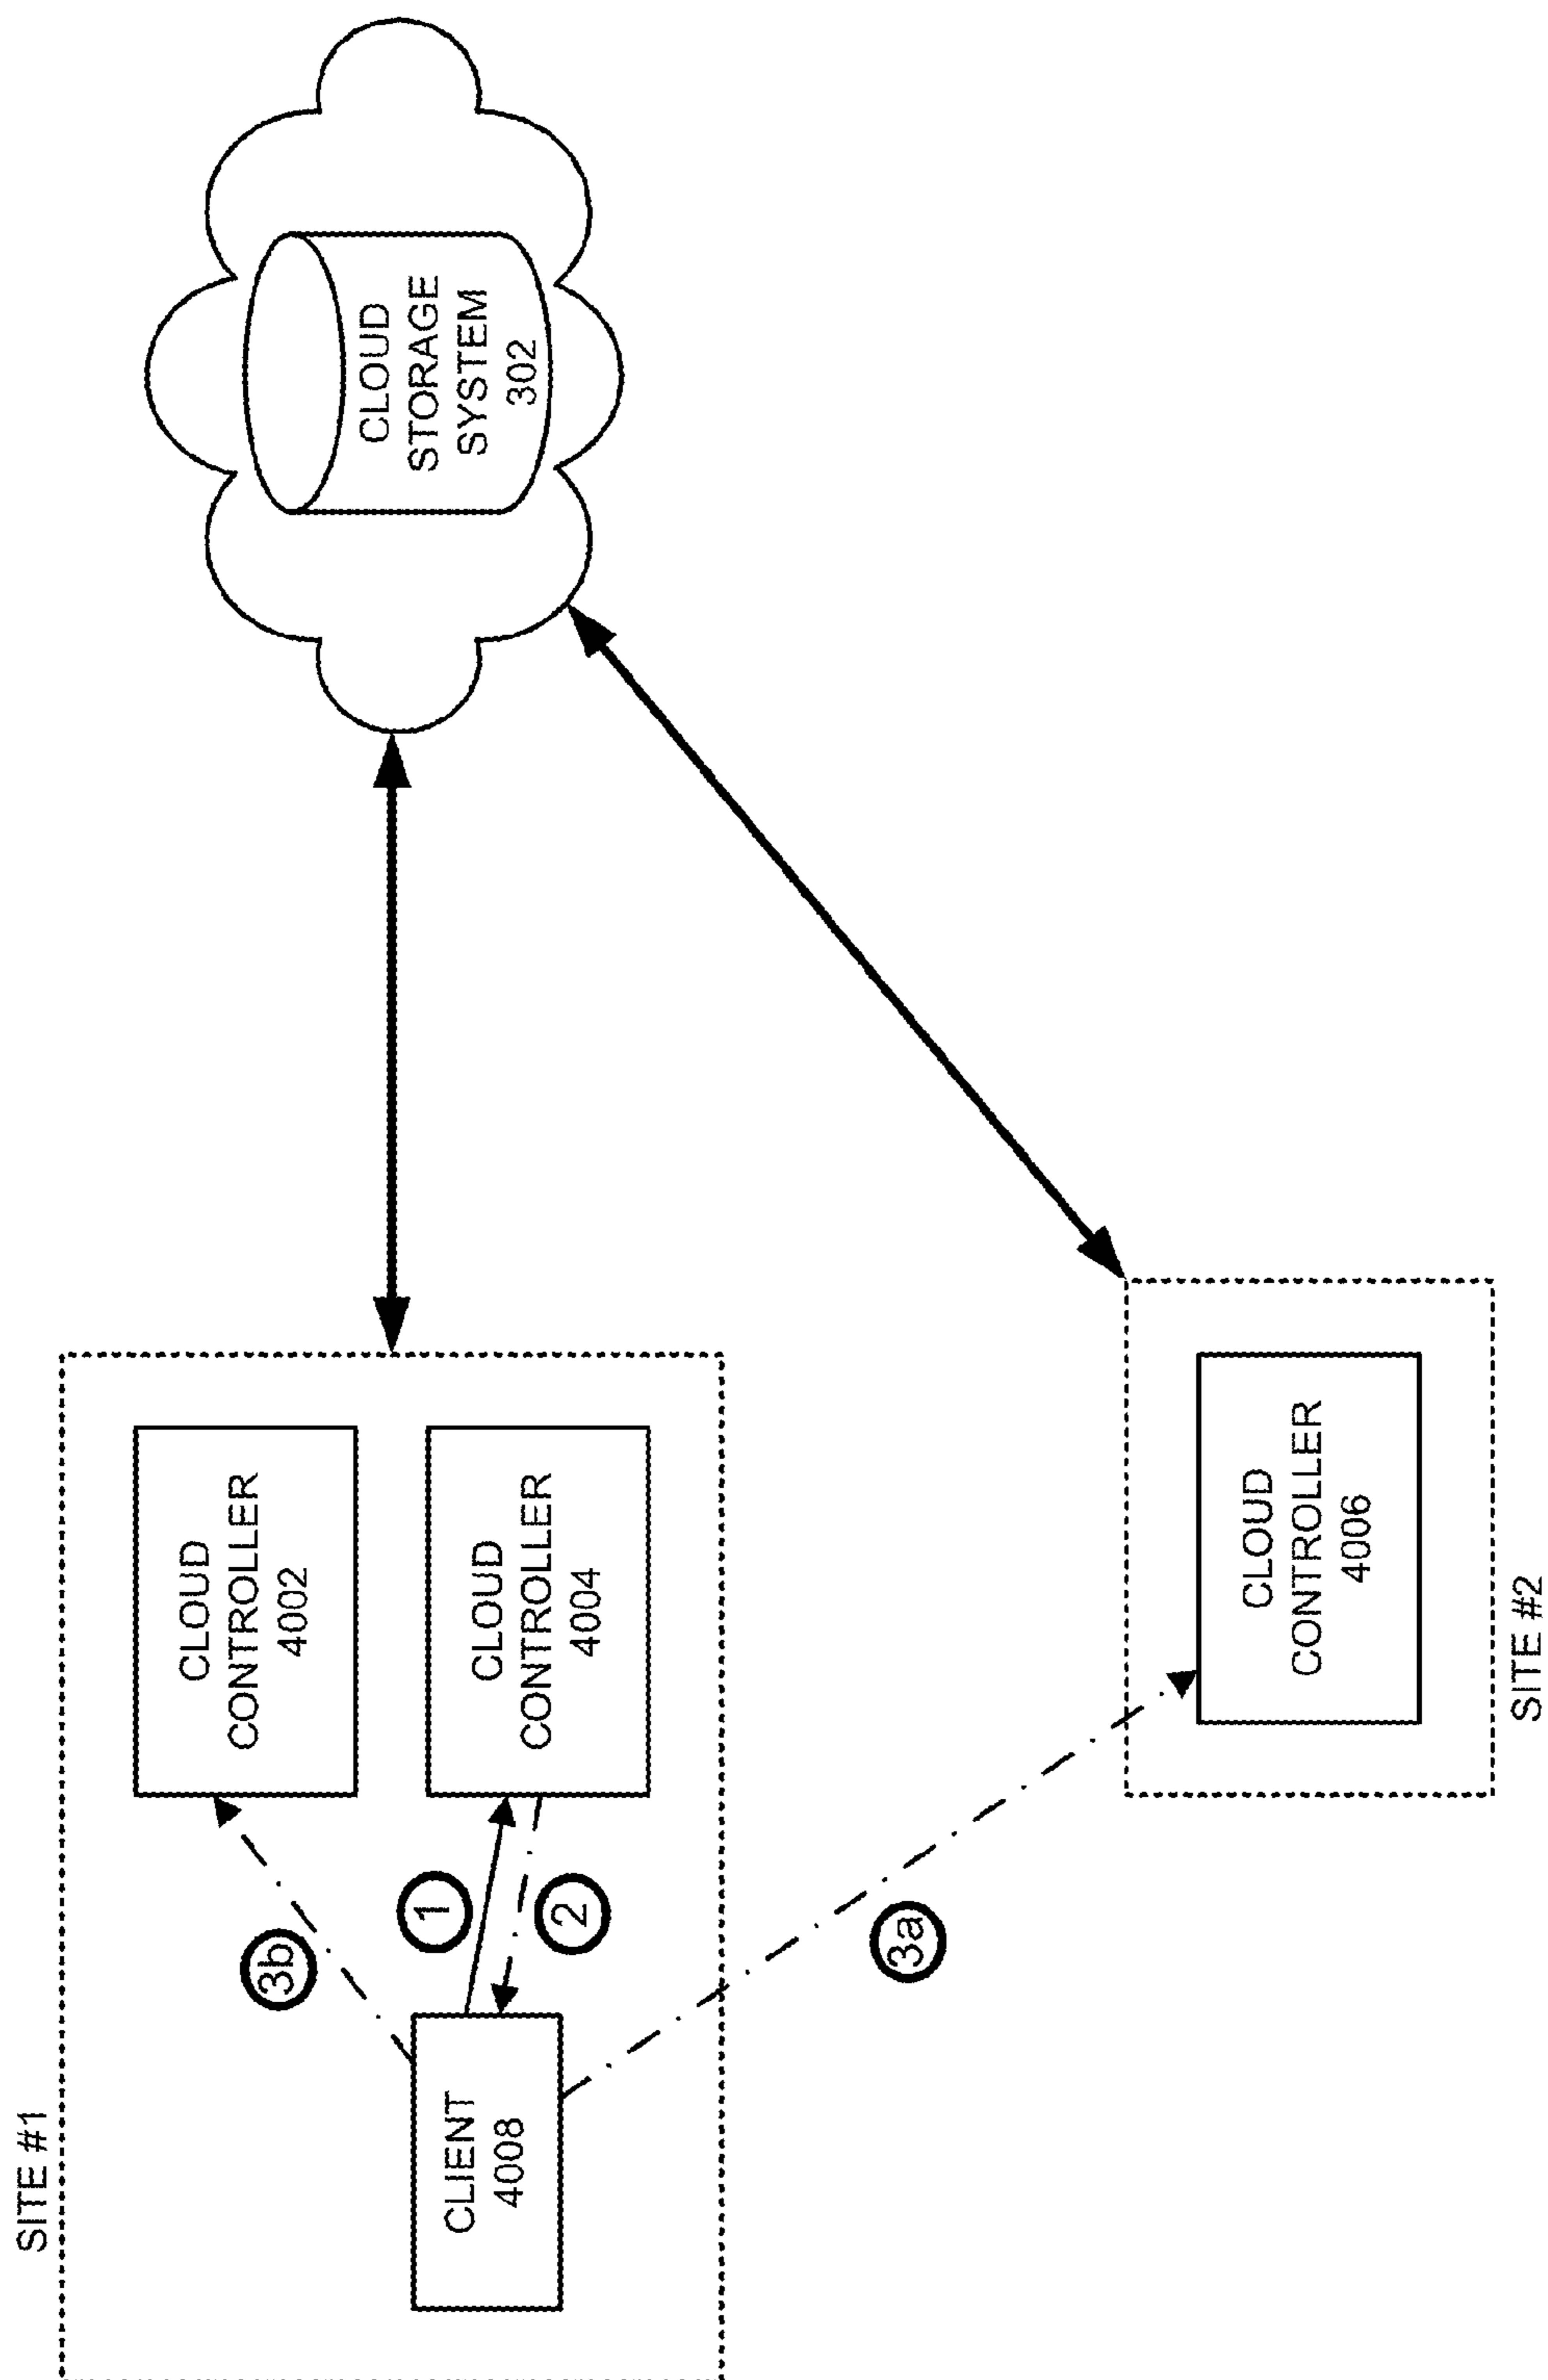 SITE #1
CLIENT
4008
3b
1
2
3a
CLOUD
CONTROLLER
4002
CLOUD
CONTROLLER
4004
CLOUD
CONTROLLER
4006
SITE #2
CLOUD
STORAGE
SYSTEM
302